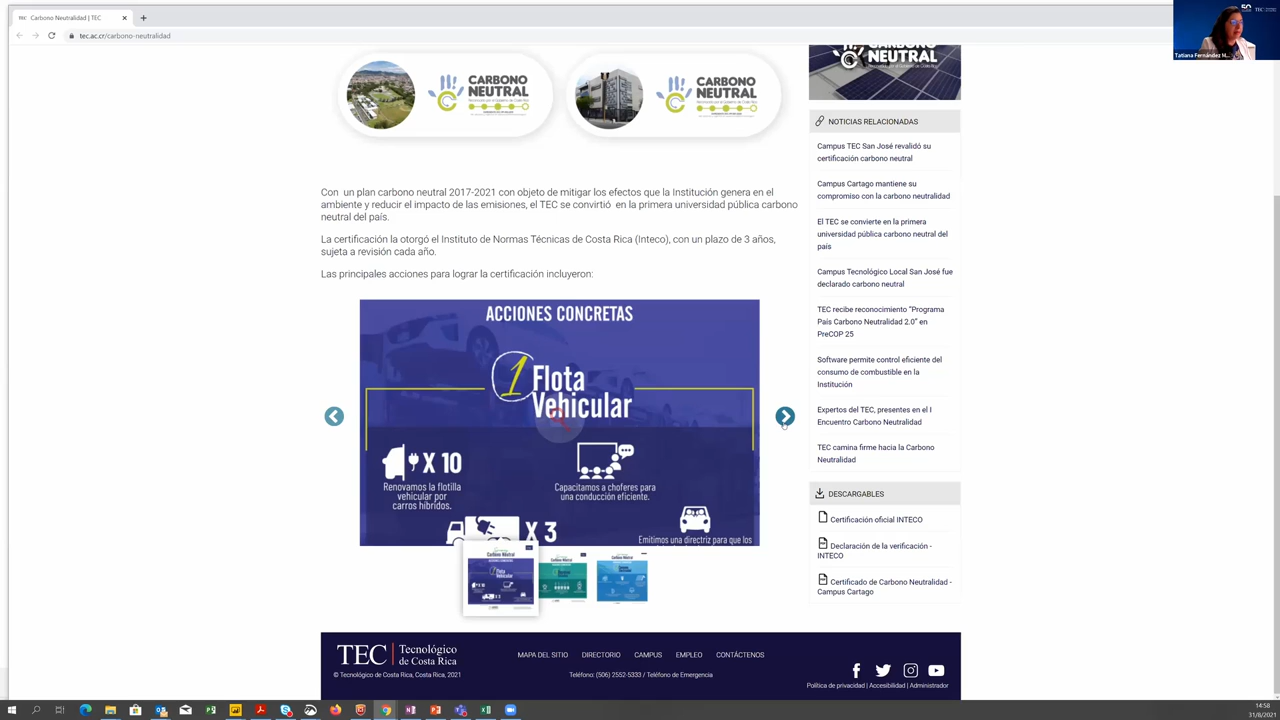 Carbono Neutralidad | TEC
tec.ac.cr/carbono-neutralidad
Tatiana Fernández M...
CARBONO
NEUTRAL
CARBONO
NEUTRAL
NEUTRAL
NOTICIAS RELACIONADAS
Campus TEC San José revalidó su
certificación carbono neutral
Campus Cartago mantiene su
compromiso con la carbono neutralidad
El TEC se convierte en la primera
universidad pública carbono neutral del
país
Campus Tecnológico Local San José fue
declarado carbono neutral
TEC recibe reconocimiento "Programa
País Carbono Neutralidad 2.0" en
PreCOP 25
Software permite control eficiente del
consumo de combustible en la
Institución
Expertos del TEC, presentes en el I
Encuentro Carbono Neutralidad
TEC camina firme hacia la Carbono
Neutralidad
DESCARGABLES
Certificación oficial INTECO
Declaración de la verificación -
INTECO
Certificado de Carbono Neutralidad -
Campus Cartago
Con un plan carbono neutral 2017-2021 con objeto de mitigar los efectos que la Institución genera en el
ambiente y reducir el impacto de las emisiones, el TEC se convirtió en la primera universidad pública carbono
neutral del país.
La certificación la otorgó el Instituto de Normas Técnicas de Costa Rica (Inteco), con un plazo de 3 años,
sujeta a revisión cada año.
Las principales acciones para lograr la certificación incluyeron:
ACCIONES CONCRETAS
1 Flota
Vehicular
X 10
Renovamos la flotilla
vehicular por
carros híbridos.
Capacitamos a choferes para
una conducción eficiente.
X 3
Emitimos una directriz para que los
TEC | Tecnológico
de Costa Rica
© Tecnológico de Costa Rica, Costa Rica, 2021
MAPA DEL SITIO DIRECTORIO CAMPUS EMPLEO CONTÁCTENOS
Teléfono: (506) 2552-5333 / Teléfono de Emergencia
Política de privacidad | Accesibilidad | Administrador
14:58
31/8/2021